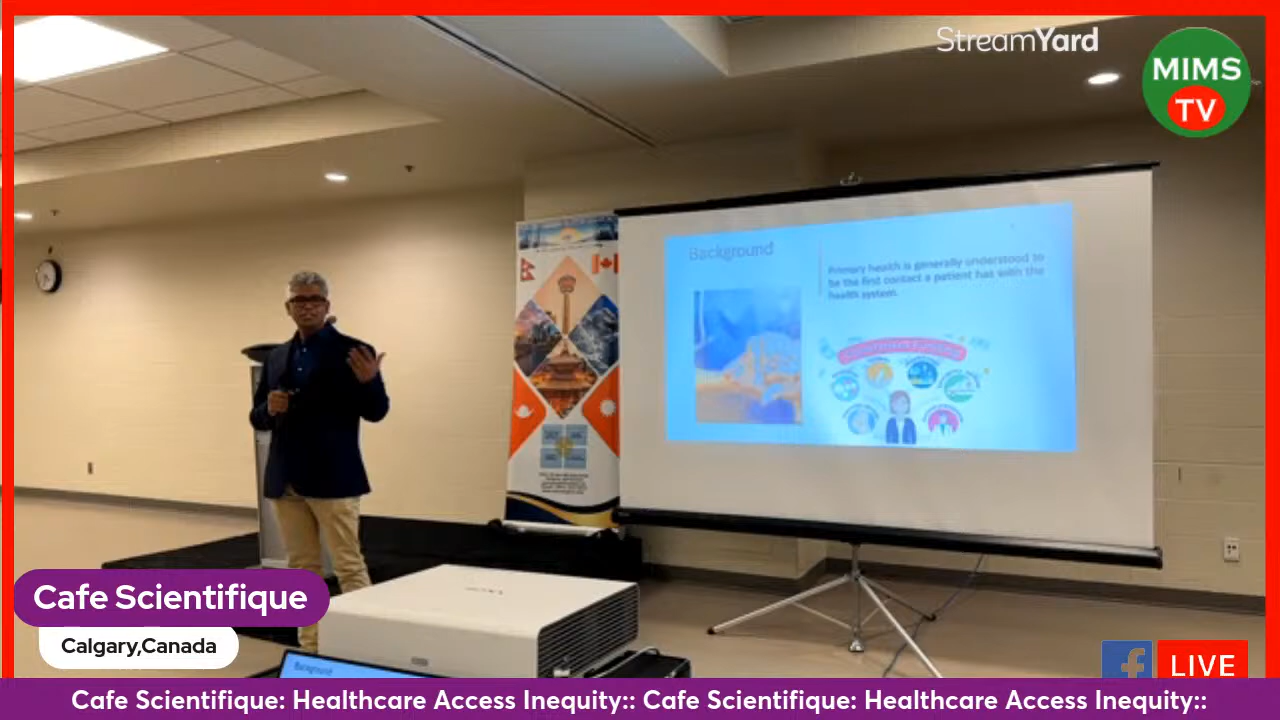 StreamYard
MIMS
TV
Background
Primary health is generally understood to
be the first contact a patient has with the
health system.
Cafe Scientifique
Calgary,Canada
Background
LIVE
Cafe Scientifique: Healthcare Access Inequity:: Cafe Scientifique: Healthcare Access Inequity::